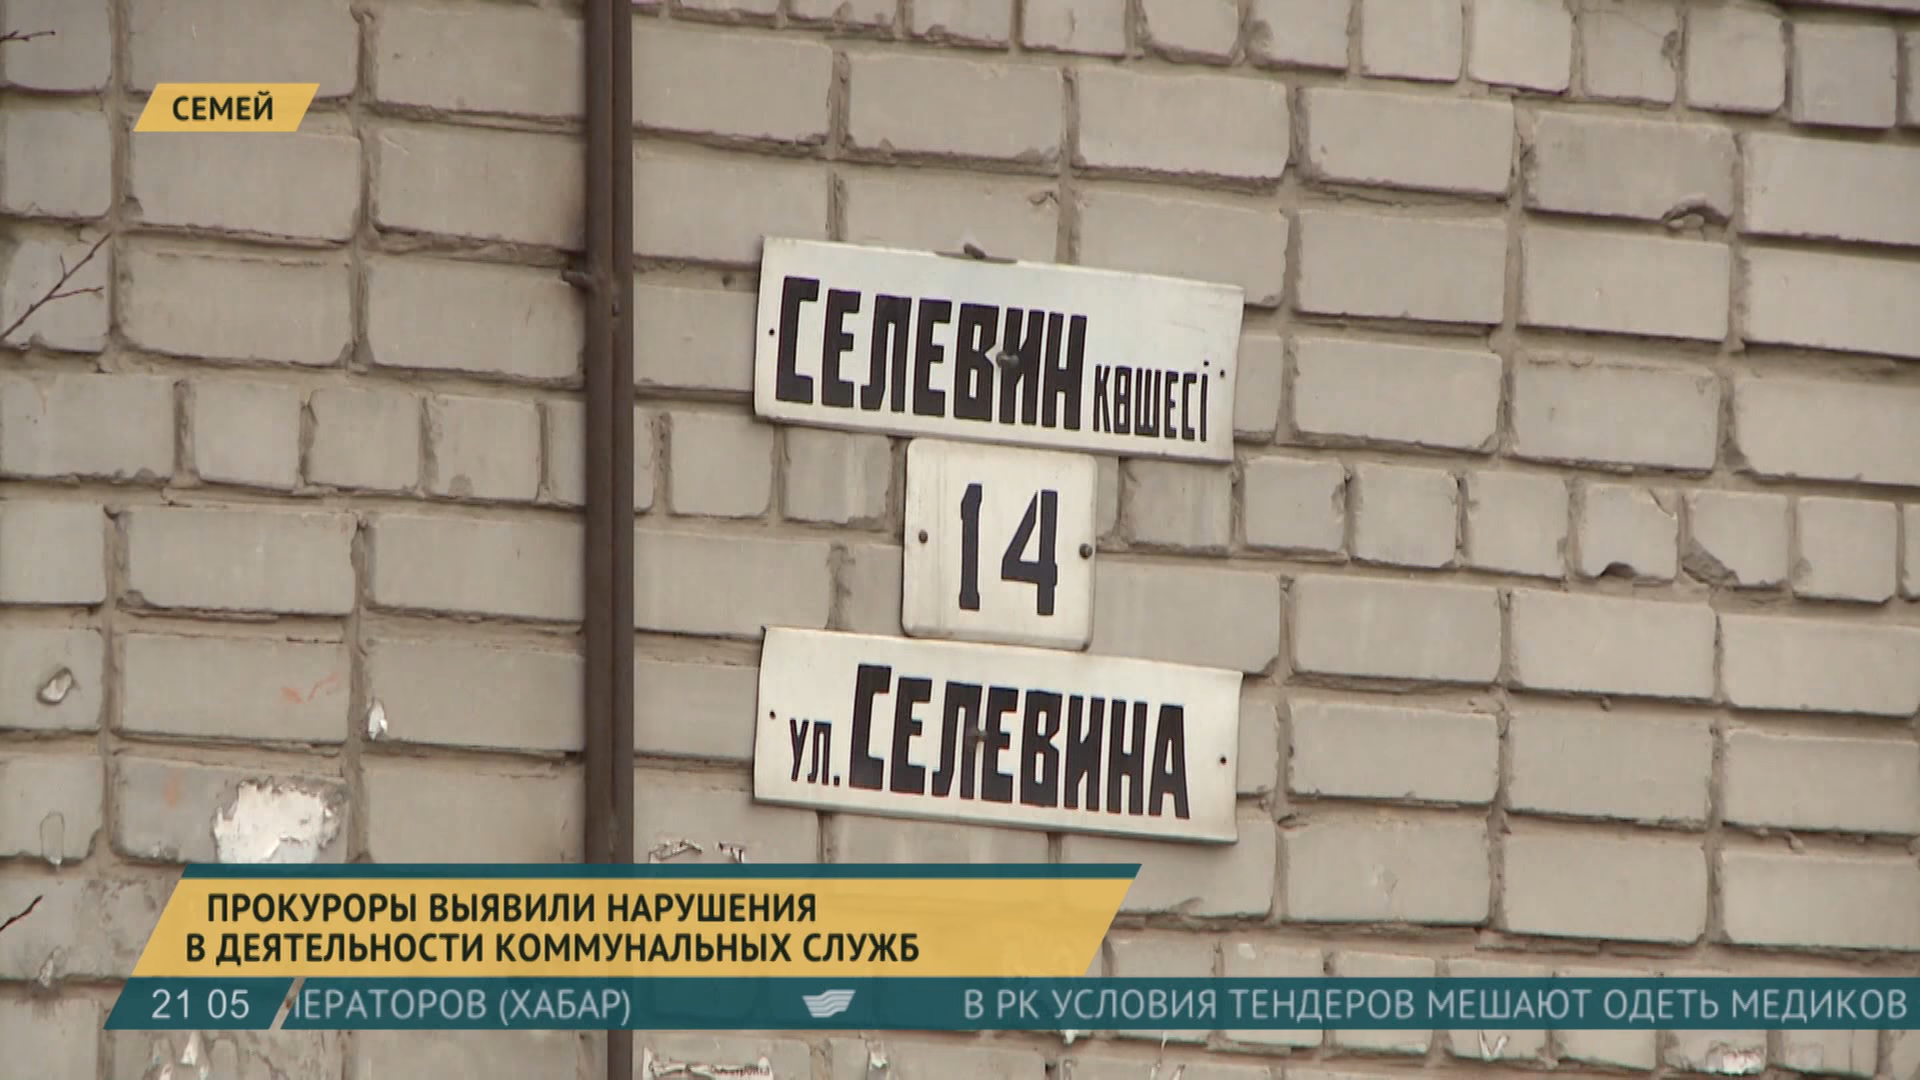 СЕМЕЙ
СЕЛЕВИН КӨШЕСІ
14
УЛ. СЕЛЕВИНА
ПРОКУРОРЫ ВЫЯВИЛИ НАРУШЕНИЯ
В ДЕЯТЕЛЬНОСТИ КОММУНАЛЬНЫХ СЛУЖБ
21 05 ПЕРАТОРОВ (ХАБАР) В РК УСЛОВИЯ ТЕНДЕРОВ МЕШАЮТ ОДЕТЬ МЕДИКОВ